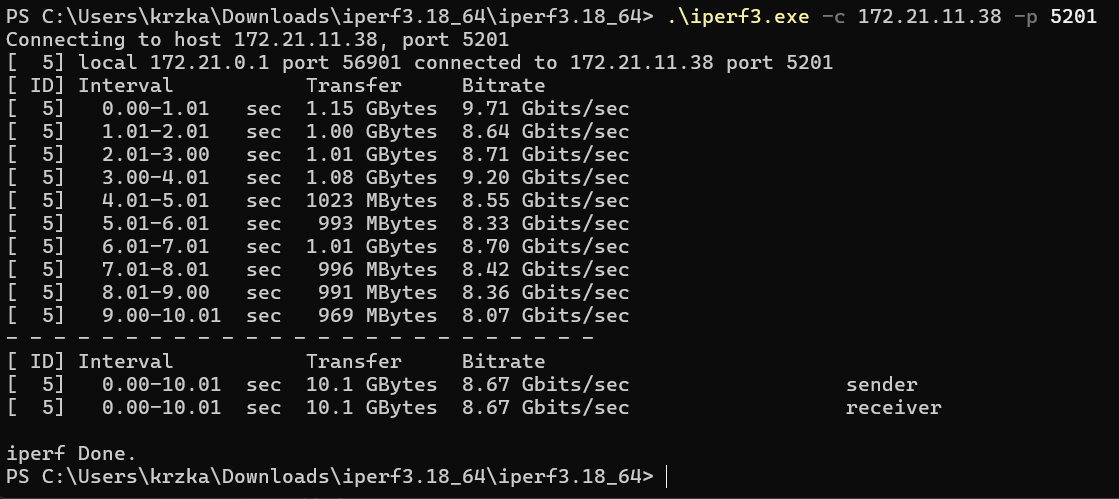 PS C:\Users\krzka\Downloads\iperf3.18_64\iperf3.18_64> .\iperf3.exe -c 172.21.11.38 -p 5201
Connecting to host 172.21.11.38, port 5201
[  5] local 172.21.0.1 port 56901 connected to 172.21.11.38 port 5201
[ ID] Interval           Transfer     Bitrate
[  5]   0.00-1.01   sec  1.15 GBytes  9.71 Gbits/sec
[  5]   1.01-2.01   sec  1.00 GBytes  8.64 Gbits/sec
[  5]   2.01-3.00   sec  1.01 GBytes  8.71 Gbits/sec
[  5]   3.00-4.01   sec  1.08 GBytes  9.20 Gbits/sec
[  5]   4.01-5.01   sec  1023 MBytes  8.55 Gbits/sec
[  5]   5.01-6.01   sec   993 MBytes  8.33 Gbits/sec
[  5]   6.01-7.01   sec  1.01 GBytes  8.70 Gbits/sec
[  5]   7.01-8.01   sec   996 MBytes  8.42 Gbits/sec
[  5]   8.01-9.00   sec   991 MBytes  8.36 Gbits/sec
[  5]   9.00-10.01  sec   969 MBytes  8.07 Gbits/sec
- - - - - - - - - - - - - - - - - - - - - - - - -
[ ID] Interval           Transfer     Bitrate
[  5]   0.00-10.01  sec  10.1 GBytes  8.67 Gbits/sec                  sender
[  5]   0.00-10.01  sec  10.1 GBytes  8.67 Gbits/sec                  receiver

iperf Done.
PS C:\Users\krzka\Downloads\iperf3.18_64\iperf3.18_64>